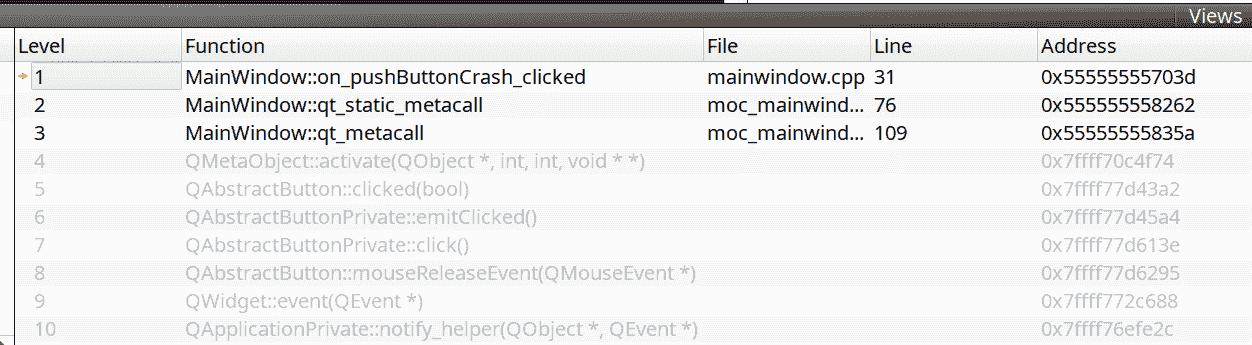 Views
Level Function File Line Address
1 MainWindow::on_pushButtonCrash_clicked mainwindow.cpp 31 0x55555555703d
2 MainWindow::qt_static_metacall moc_mainwind... 76 0x555555558262
3 MainWindow::qt_metacall moc_mainwind... 109 0x55555555835a
4 QMetaObject::activate(QObject *, int, int, void * *) 0x7ffff70c4f74
5 QAbstractButton::clicked(bool) 0x7ffff77d43a2
6 QAbstractButtonPrivate::emitClicked() 0x7ffff77d45a4
7 QAbstractButtonPrivate::click() 0x7ffff77d613e
8 QAbstractButton::mouseReleaseEvent(QMouseEvent *) 0x7ffff77d6295
9 QWidget::event(QEvent *) 0x7ffff772c688
10 QApplicationPrivate::notify_helper(QObject *, QEvent *) 0x7ffff76efe2c